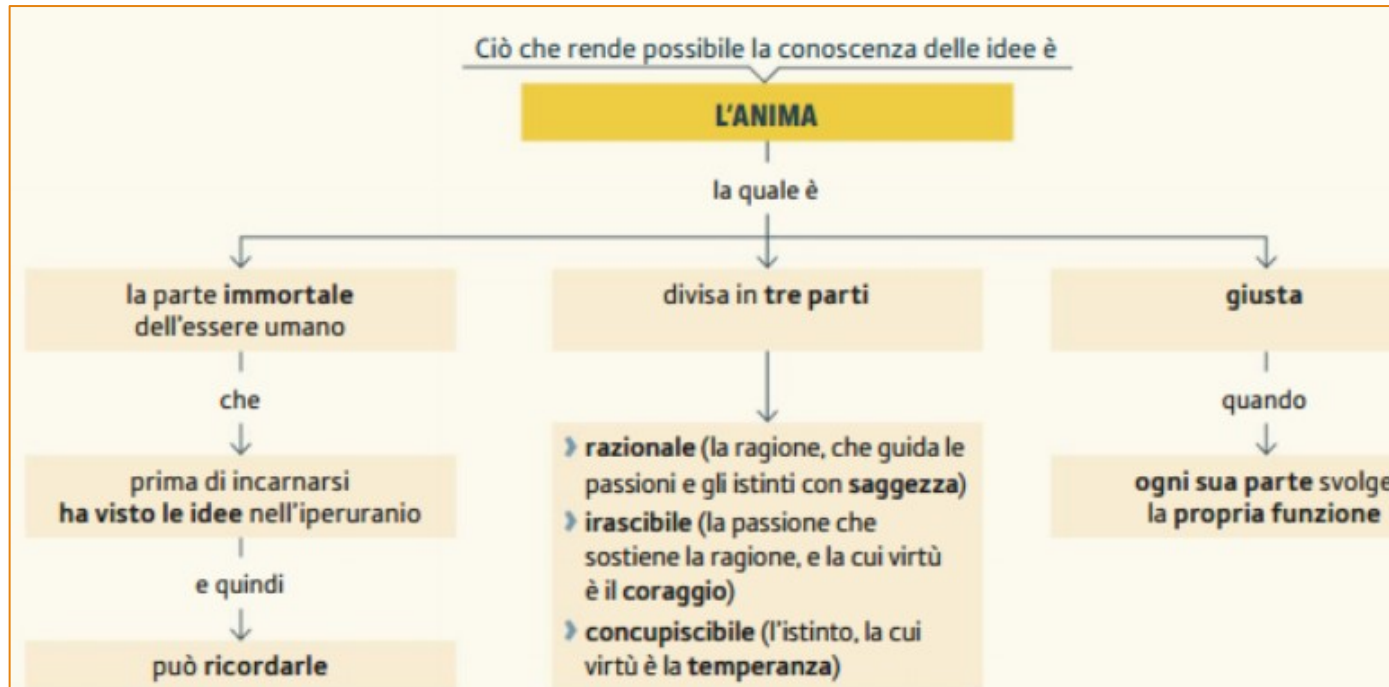 Ciò che rende possibile la conoscenza delle idee è
L'ANIMA
la quale è
la parte immortale
dell'essere umano
che
prima di incarnarsi
ha visto le idee nell'iperuranio
e quindi
può ricordarle
divisa in tre parti
› razionale (la ragione, che guida le
passioni e gli istinti con saggezza)
› irascibile (la passione che
sostiene la ragione, e la cui virtù
è il coraggio)
› concupiscibile (l'istinto, la cui
virtù è la temperanza)
giusta
quando
ogni sua parte svolge
la propria funzione